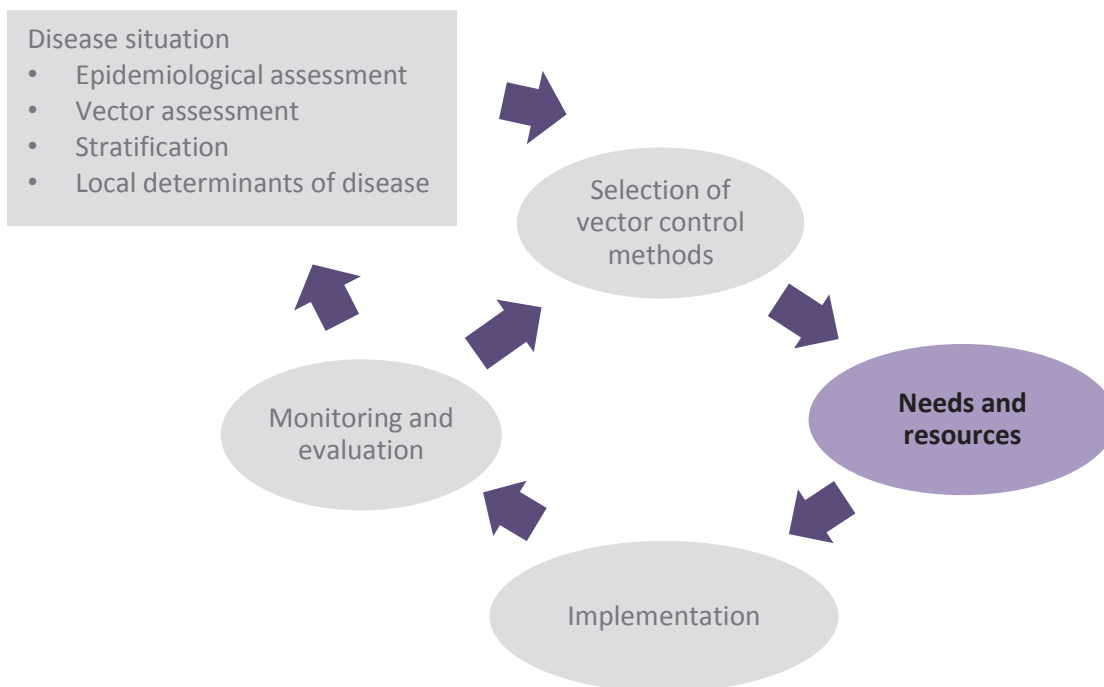 Disease situation
• Epidemiological assessment
• Vector assessment
• Stratification
• Local determinants of disease
Selection of
vector control
methods
Needs and
resources
Monitoring and
evaluation
Implementation